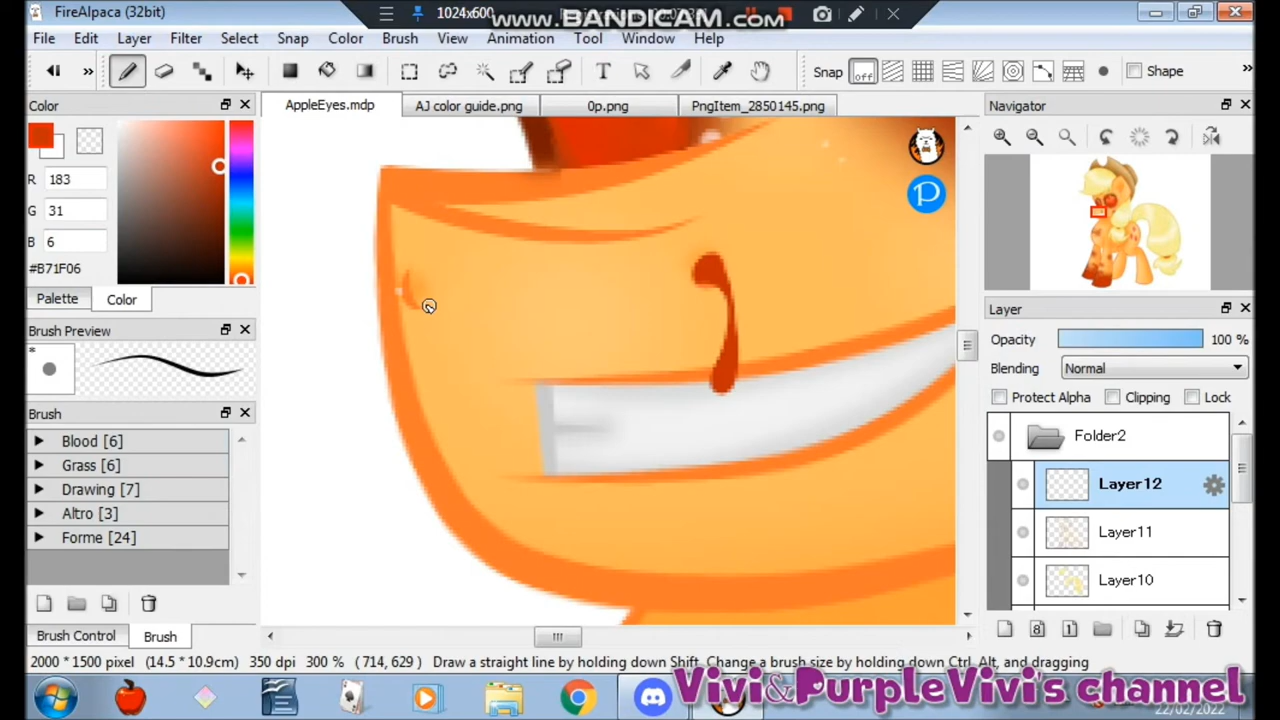 FireAlpaca (32bit)
1024x600
WWW.BANDICAM.COM
File Edit Layer Filter Select Snap Color Brush View Animation Tool Window Help
Snap off Shape
Color
AppleEyes.mdp AJ color guide.png 0p.png PngItem_2850145.png
Navigator
R 183
G 31
B 6
#B71F06
Palette Color
Brush Preview
*
Brush
Blood [6]
Grass [6]
Drawing [7]
Altro [3]
Forme [24]
Brush Control Brush
Layer
Opacity 100 %
Blending Normal
Protect Alpha Clipping Lock
Folder2
Layer12
Layer11
Layer10
8 1
P
2000 * 1500 pixel (14.5 * 10.9cm) 350 dpi 300 % ( 714, 629 ) Draw a straight line by holding down Shift, Change a brush size by holding down Ctrl, Alt, and dragging
Vivi&PurpleVivi's channel
22/02/2022